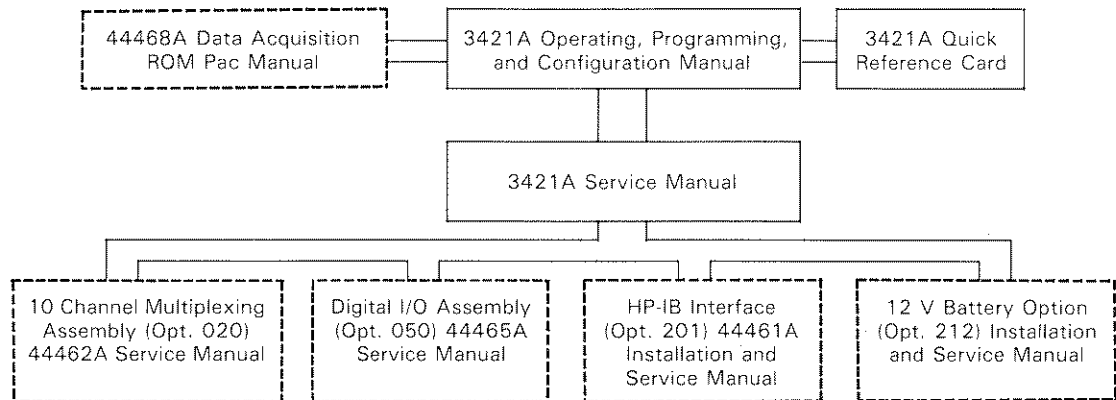 44468A Data Acquisition
ROM Pac Manual
3421A Operating, Programming,
and Configuration Manual
3421A Quick
Reference Card
3421A Service Manual
10 Channel Multiplexing
Assembly (Opt. 020)
44462A Service Manual
Digital I/O Assembly
(Opt. 050) 44465A
Service Manual
HP-IB Interface
(Opt. 201) 44461A
Installation and
Service Manual
12 V Battery Option
(Opt. 212) Installation
and Service Manual